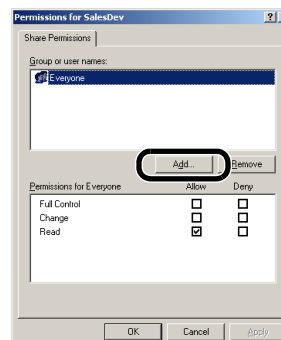 Permissions for SalesDev
?
Share Permissions
Group or user names:
Everyone
Add...
Remove
Permissions for Everyone Allow Deny
Full Control
Change
Read
OK Cancel Apply